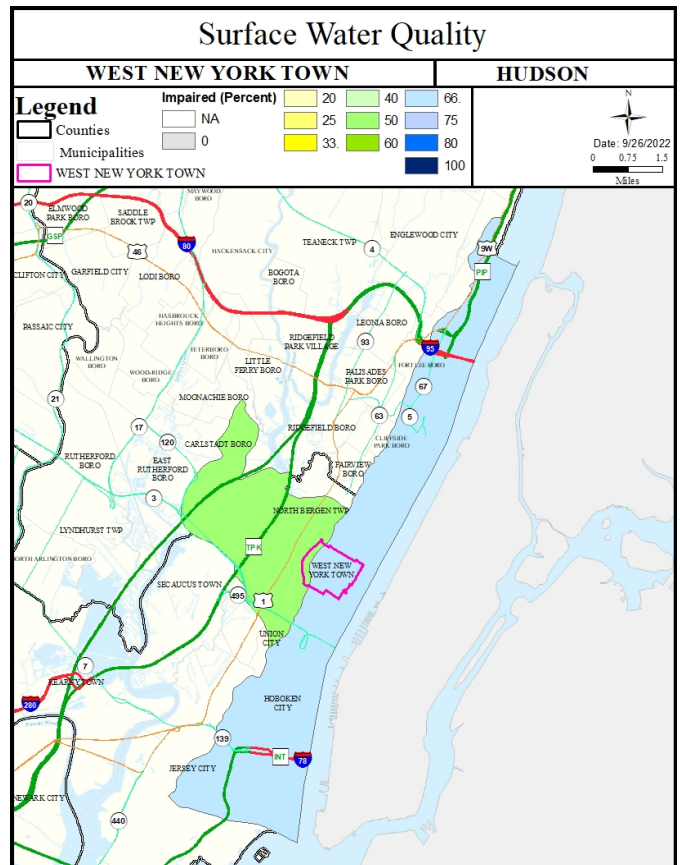 Surface Water Quality
WEST NEW YORK TOWN
HUDSON
Legend
Counties
Municipalities
WEST NEW YORK TOWN
Impaired (Percent)
NA
0
20
25
33.
40
50
60
66.
75
80
100
N
Date: 9/26/2022
0 0.75 1.5
Miles
MAYWOOD
BORO
20
ELMWOOD
PARK BORO
SADDLE
BROOK TWP
GSP
46
80
HACKENSACK CITY
TEANECK TWP
4
ENGLEWOOD CITY
9W
PIP
CLIFTON CITY
GARFIELD CITY
LODI BORO
BOGOTA
BORO
PASSAIC CITY
HASBROUCK
HEIGHTS BORO
LEONIA BORO
RIDGEFIELD
PARK VILLAGE
93
95
WALLINGTON
BORO
TETERBORO
BORO
WOOD-RIDGE
BORO
LITTLE
FERRY BORO
PALISADES
PARK BORO
FORT LEE BORO
67
21
MOONACHIE BORO
63
5
17
120
CARLSTADT BORO
RIDGEFIELD BORO
CLIFFSIDE
PARK BORO
RUTHERFORD
BORO
EAST
RUTHERFORD
BORO
FAIRVIEW
BORO
3
LYNDHURST TWP
NORTH BERGEN TWP
TPK
NORTH ARLINGTON BORO
WEST NEW
YORK TOWN
SECAUCUS TOWN
495
1
UNION
CITY
7
KEARNY TOWN
280
HOBOKEN
CITY
139
INT
78
JERSEY CITY
NEWARK CITY
440